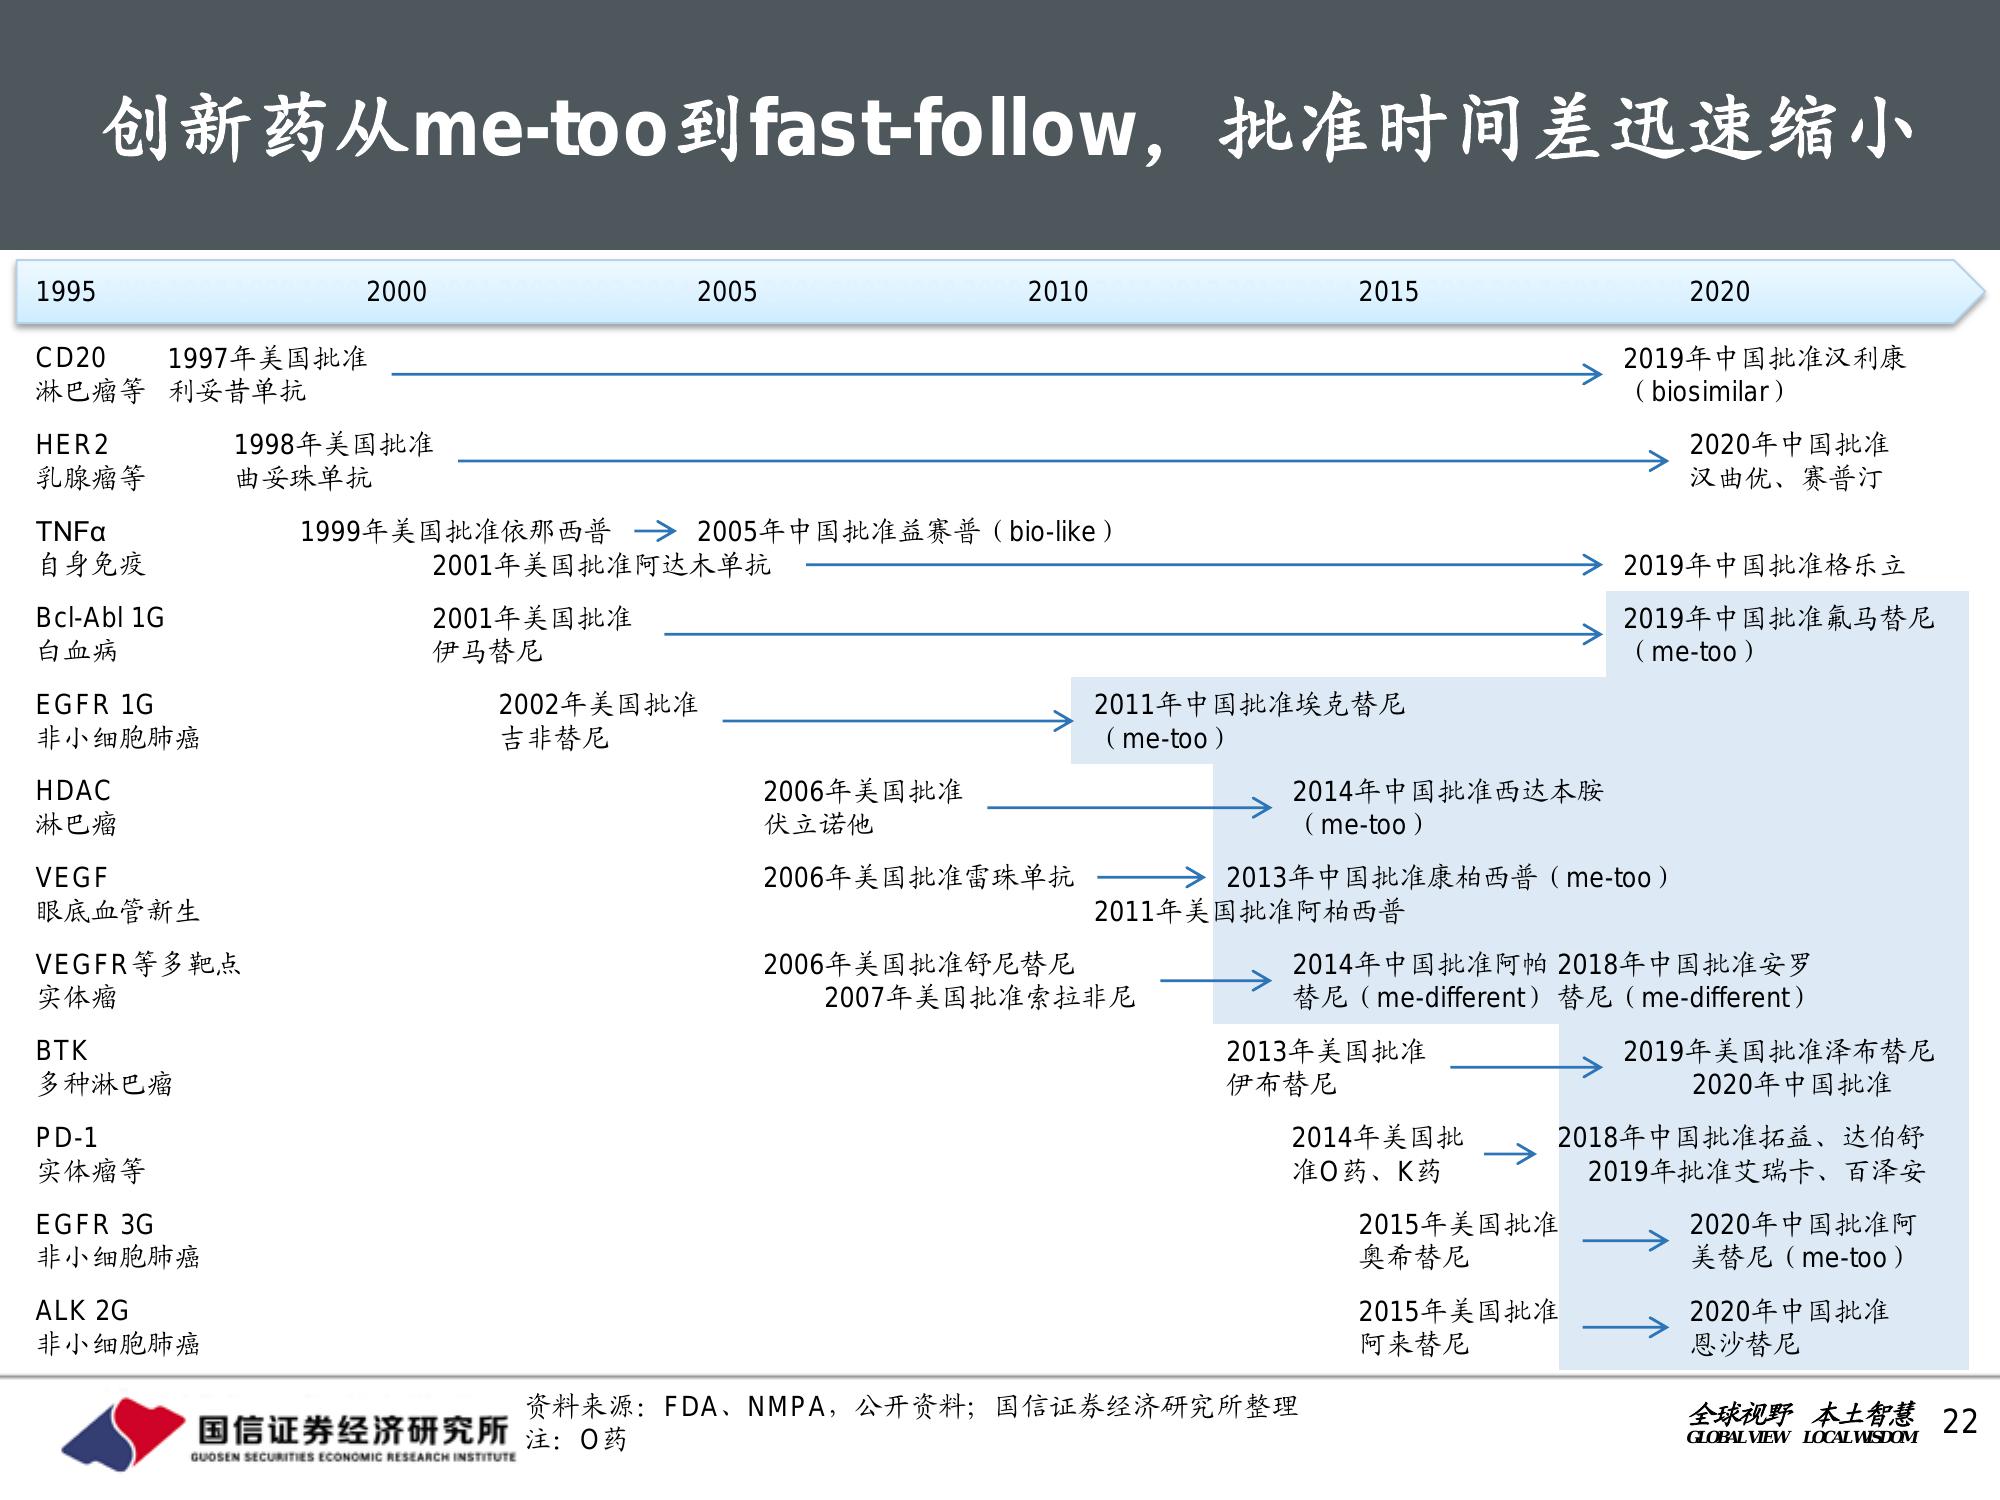 创新药从me-too到fast-follow，批准时间差迅速缩小
1995 2000 2005 2010 2015 2020
CD20 1997年美国批准 2019年中国批准汉利康
淋巴瘤等 利妥昔单抗 （biosimilar）
HER2 1998年美国批准 2020年中国批准
乳腺瘤等 曲妥珠单抗 汉曲优、赛普汀
TNFα 1999年美国批准依那西普 2005年中国批准益赛普（bio-like）
自身免疫 2001年美国批准阿达木单抗 2019年中国批准格乐立
Bcl-Abl 1G 2001年美国批准 2019年中国批准氟马替尼
白血病 伊马替尼 （me-too）
EGFR 1G 2002年美国批准 2011年中国批准埃克替尼
非小细胞肺癌 吉非替尼 （me-too）
HDAC 2006年美国批准 2014年中国批准西达本胺
淋巴瘤 伏立诺他 （me-too）
VEGF 2006年美国批准雷珠单抗 2013年中国批准康柏西普（me-too）
眼底血管新生 2011年美国批准阿柏西普
VEGFR等多靶点 2006年美国批准舒尼替尼 2014年中国批准阿帕 2018年中国批准安罗
实体瘤 2007年美国批准索拉非尼 替尼（me-different） 替尼（me-different）
BTK 2013年美国批准 2019年美国批准泽布替尼
多种淋巴瘤 伊布替尼 2020年中国批准
PD-1 2014年美国批 2018年中国批准拓益、达伯舒
实体瘤等 准O药、K药 2019年批准艾瑞卡、百泽安
EGFR 3G 2015年美国批准 2020年中国批准阿
非小细胞肺癌 奥希替尼 美替尼（me-too）
ALK 2G 2015年美国批准 2020年中国批准
非小细胞肺癌 阿来替尼 恩沙替尼
资料来源：FDA、NMPA，公开资料；国信证券经济研究所整理
注：O药
国信证券经济研究所
GUOSEN SECURITIES ECONOMIC RESEARCH INSTITUTE
全球视野 本土智慧
GLOBAL VIEW LOCAL WISDOM
22